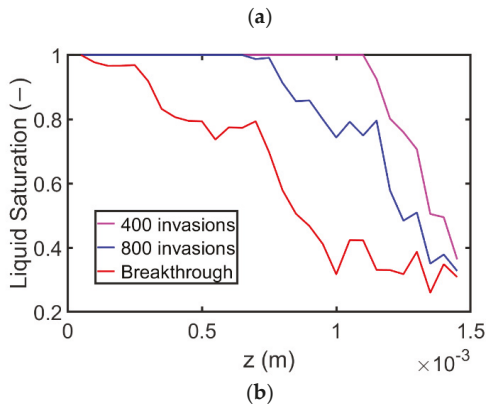 (a)
1
0.8
0.6
0.4
0.2
Liquid Saturation (−)
400 invasions
800 invasions
Breakthrough
0 0.5 1 1.5
z (m)
×10⁻³
(b)